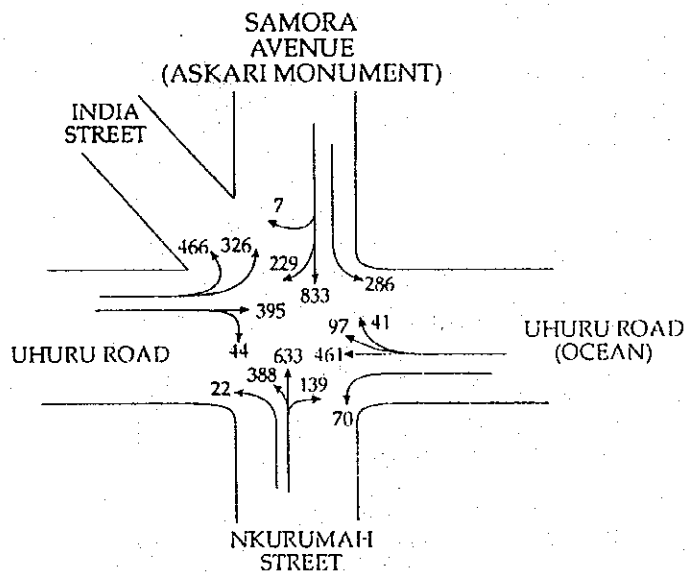 SAMORA
AVENUE
(ASKARI MONUMENT)
INDIA
STREET
7
466 326
229
833
286
395
97 41
UHURU ROAD
(OCEAN)
UHURU ROAD
44
633 461
388 139
22
70
NKURUMAH
STREET